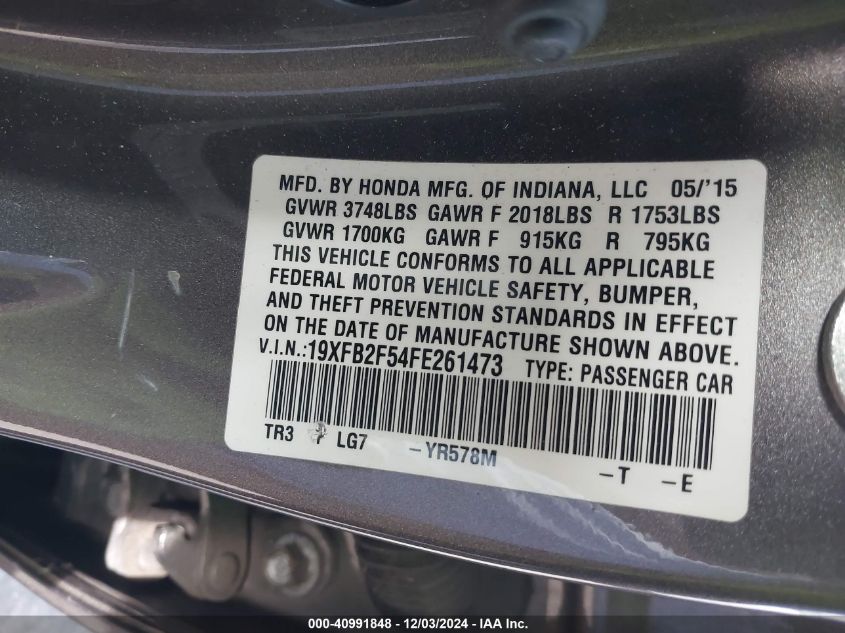 MFD. BY HONDA MFG. OF INDIANA, LLC 05/'15
GVWR 3748LBS GAWR F 2018LBS R 1753LBS
GVWR 1700KG GAWR F 915KG R 795KG
THIS VEHICLE CONFORMS TO ALL APPLICABLE
FEDERAL MOTOR VEHICLE SAFETY, BUMPER,
AND THEFT PREVENTION STANDARDS IN EFFECT
ON THE DATE OF MANUFACTURE SHOWN ABOVE.
V.I.N.:19XFB2F54FE261473 TYPE: PASSENGER CAR
TR3 LG7 -YR578M -T -E
000-40991848 - 12/03/2024 - IAA Inc.